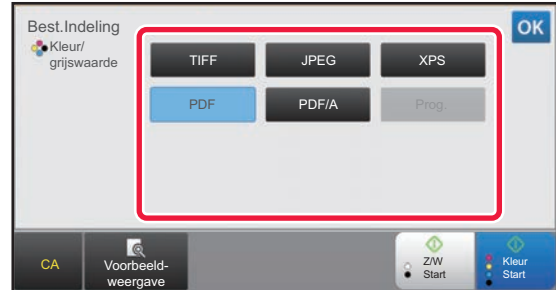 Best.Indeling
OK
Kleur/
grijswaarde
TIFF
JPEG
XPS
PDF
PDF/A
Prog.
CA
Voorbeeld-
weergave
Z/W
Start
Kleur
Start